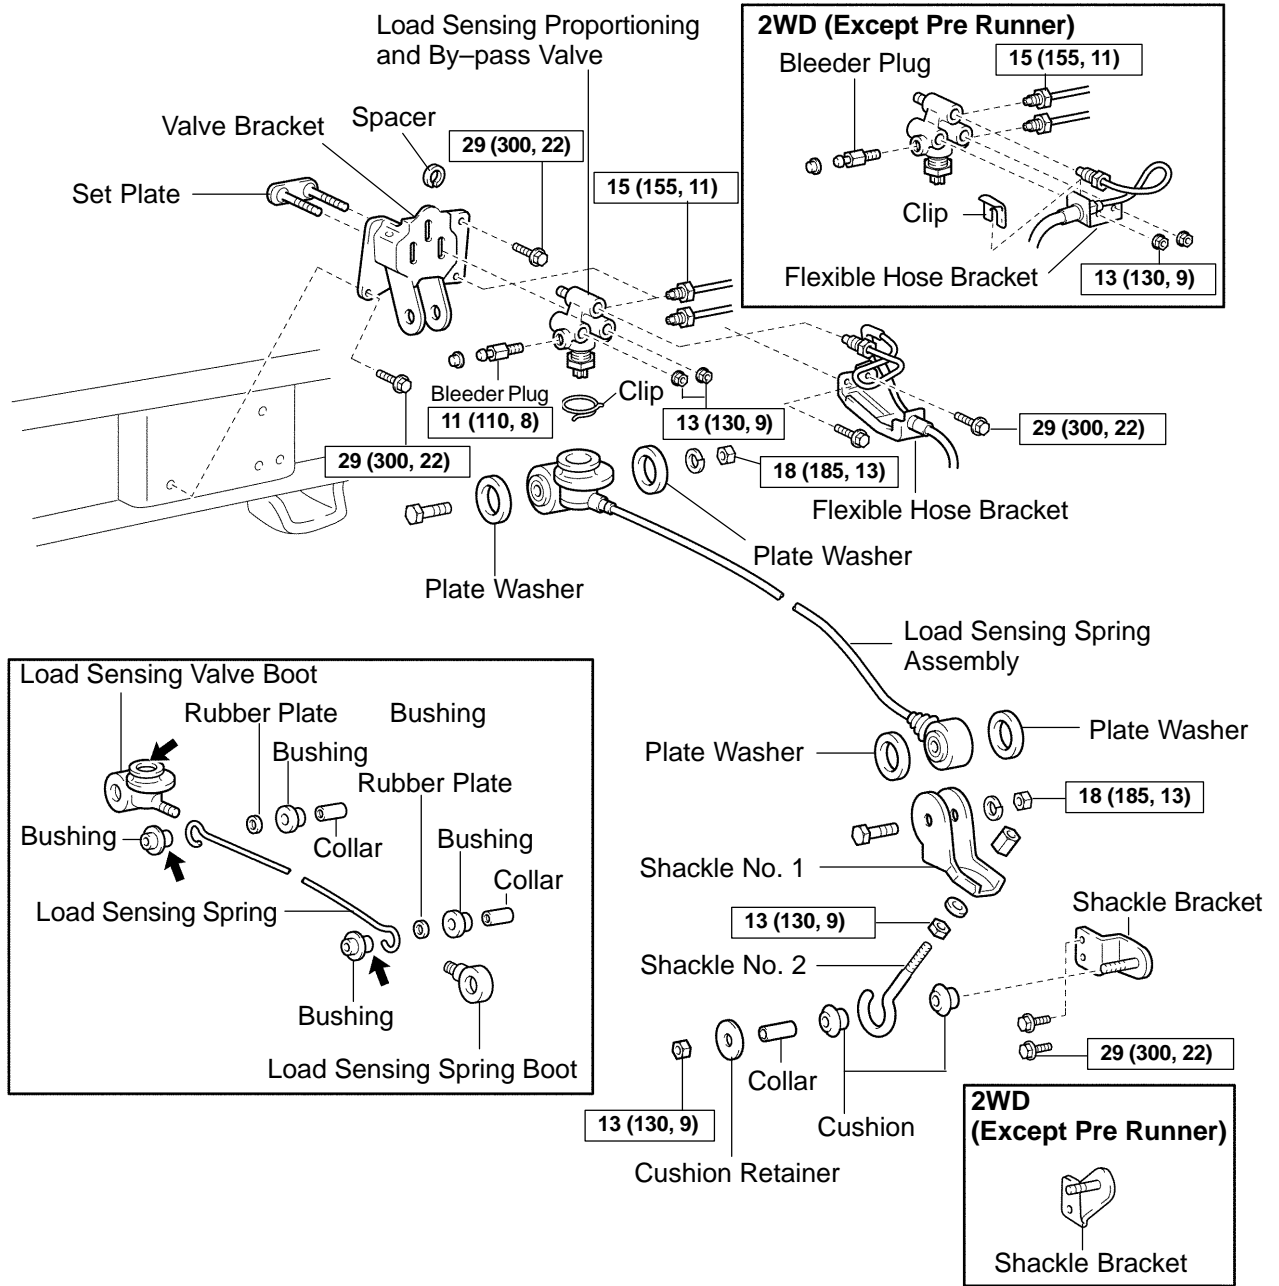 Load Sensing Proportioning
and By–pass Valve
Spacer
Valve Bracket
29 (300, 22)
Set Plate
15 (155, 11)
2WD (Except Pre Runner)
15 (155, 11)
Bleeder Plug
Clip
Flexible Hose Bracket
13 (130, 9)
Bleeder Plug
11 (110, 8)
Clip
13 (130, 9)
29 (300, 22)
29 (300, 22)
18 (185, 13)
Flexible Hose Bracket
Plate Washer
Plate Washer
Load Sensing Spring
Assembly
Plate Washer
Plate Washer
18 (185, 13)
Shackle No. 1
Shackle Bracket
13 (130, 9)
Shackle No. 2
29 (300, 22)
Collar
13 (130, 9)
Cushion
Cushion Retainer
Load Sensing Valve Boot
Rubber Plate
Bushing
Bushing
Rubber Plate
Bushing
Collar
Bushing
Collar
Load Sensing Spring
Bushing
Load Sensing Spring Boot
2WD
(Except Pre Runner)
Shackle Bracket